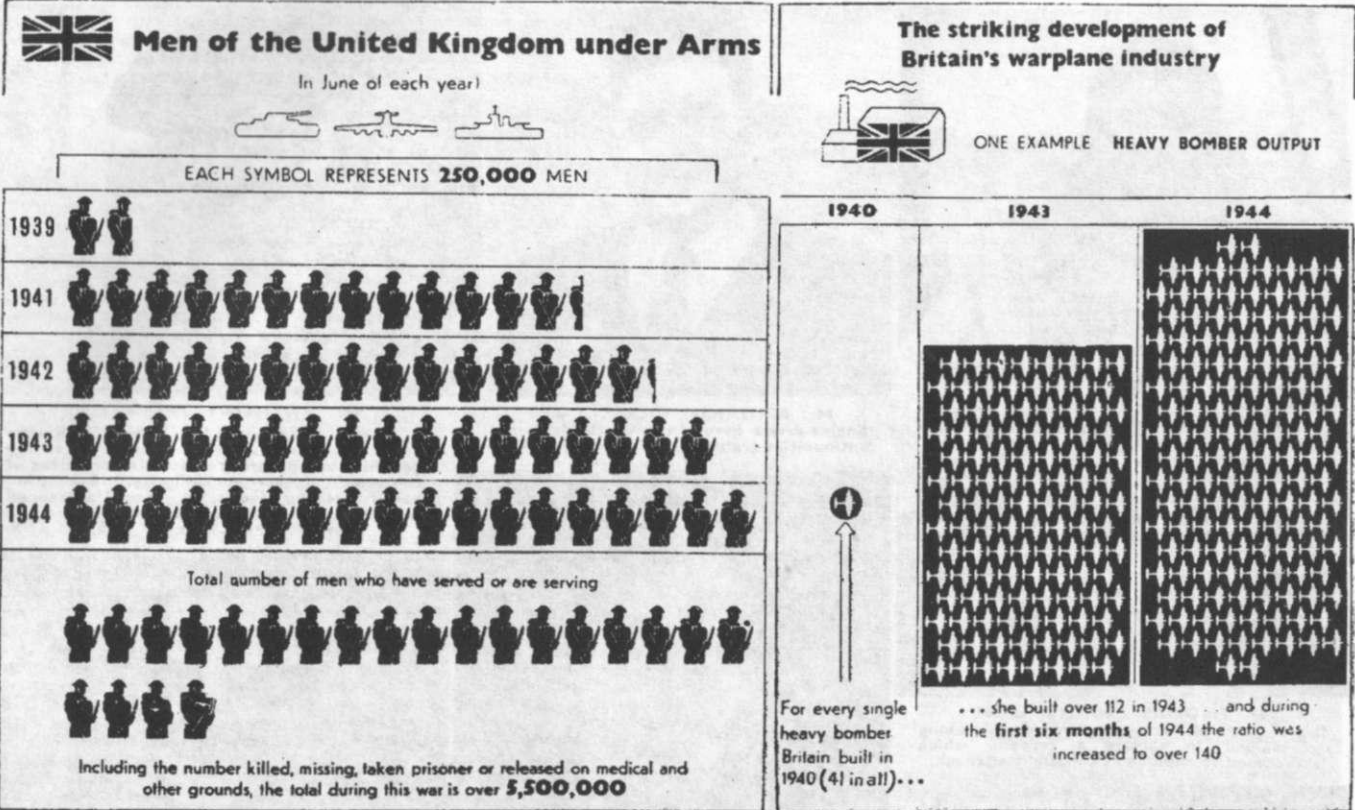 Men of the United Kingdom under Arms
In June of each year)
EACH SYMBOL REPRESENTS 250,000 MEN
1939
1941
1942
1943
1944
Total number of men who have served or are serving
Including the number killed, missing, taken prisoner or released on medical and
other grounds, the total during this war is over 5,500,000
The striking development of
Britain's warplane industry
ONE EXAMPLE HEAVY BOMBER OUTPUT
1940
1943
1944
For every single
heavy bomber
Britain built in
1940 (41 in all)...
... she built over 112 in 1943 ... and during
the first six months of 1944 the ratio was
increased to over 140